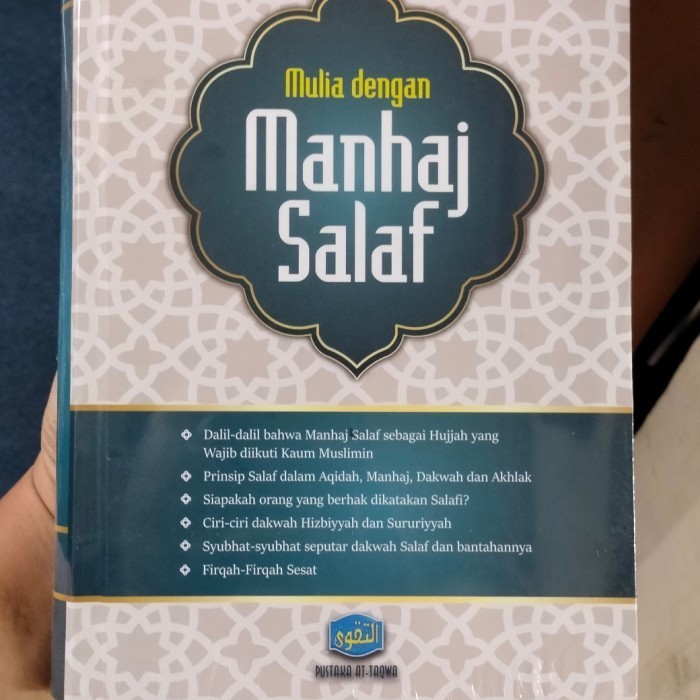 Mulia dengan
Manhaj
Salaf
Dalil-dalil bahwa Manhaj Salaf sebagai Hujjah yang
Wajib diikuti Kaum Muslimin
Prinsip Salaf dalam Aqidah, Manhaj, Dakwah dan Akhlak
Siapakah orang yang berhak dikatakan Salafi?
Ciri-ciri dakwah Hizbiyyah dan Sururiyyah
Syubhat-syubhat seputar dakwah Salaf dan bantahannya
Firqah-Firqah Sesat
التقوى
PUSTAKA AT-TAQWA